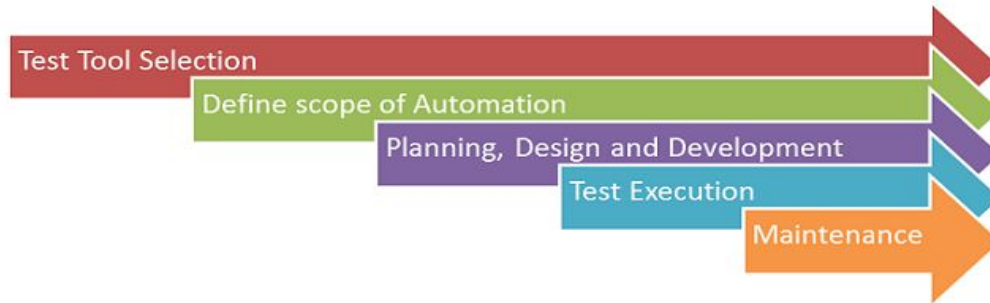 Test Tool Selection
Define scope of Automation
Planning, Design and Development
Test Execution
Maintenance